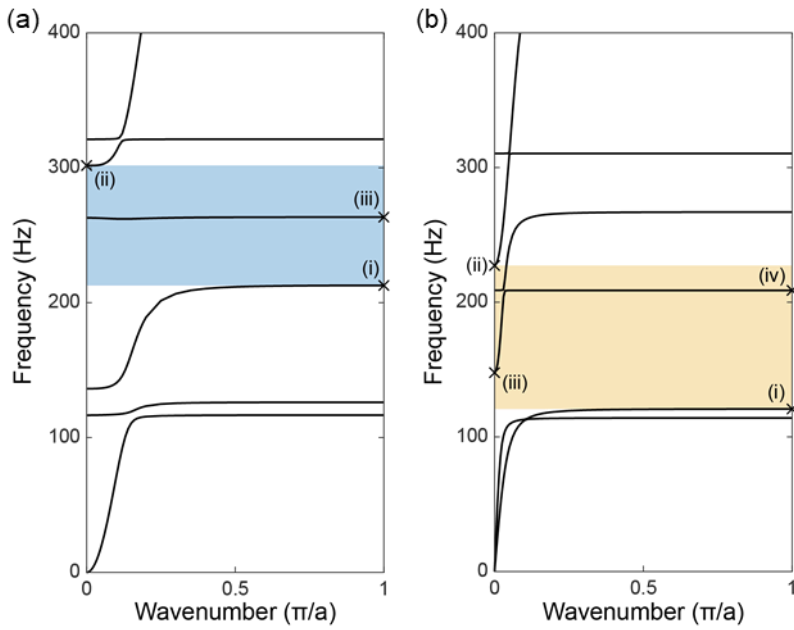 (a)
400
300
200
100
0
Frequency (Hz)
(ii)
(iii)
(i)
0
0.5
1
Wavenumber (π/a)
(b)
400
300
200
100
0
Frequency (Hz)
(ii)
(iv)
(iii)
(i)
0
0.5
1
Wavenumber (π/a)